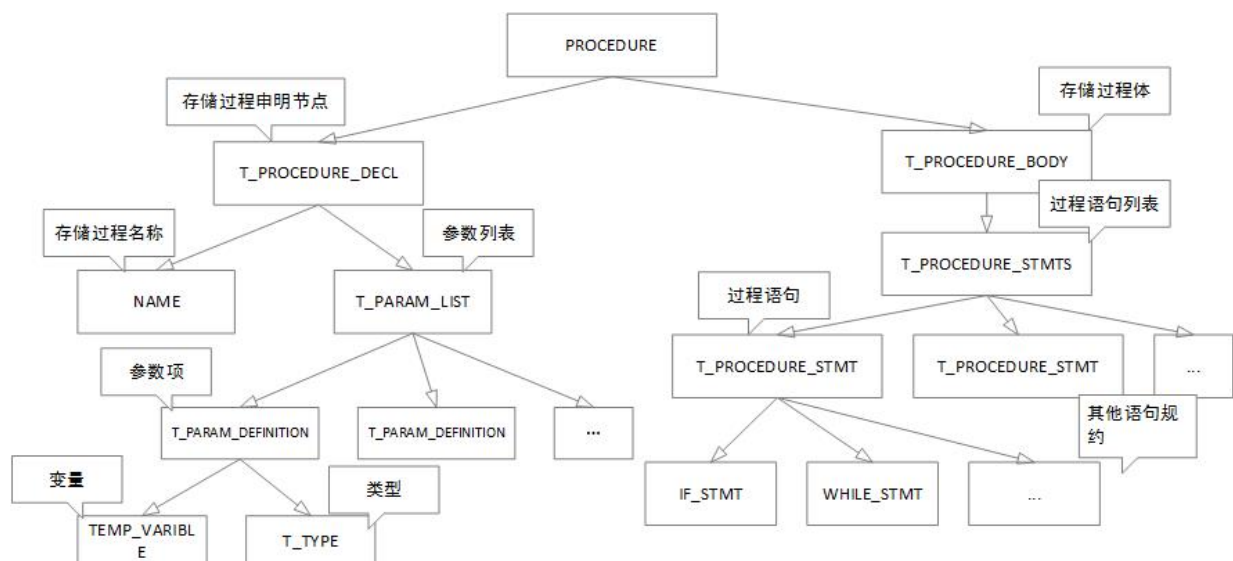 PROCEDURE
存储过程申明节点
存储过程体
T_PROCEDURE_DECL
T_PROCEDURE_BODY
存储过程名称
参数列表
过程语句列表
NAME
T_PARAM_LIST
过程语句
T_PROCEDURE_STMTS
参数项
T_PROCEDURE_STMT
T_PROCEDURE_STMT
...
T_PARAM_DEFINITION
T_PARAM_DEFINITION
...
其他语句规
约
变量
类型
IF_STMT
WHILE_STMT
...
TEMP_VARIBL
E
T_TYPE